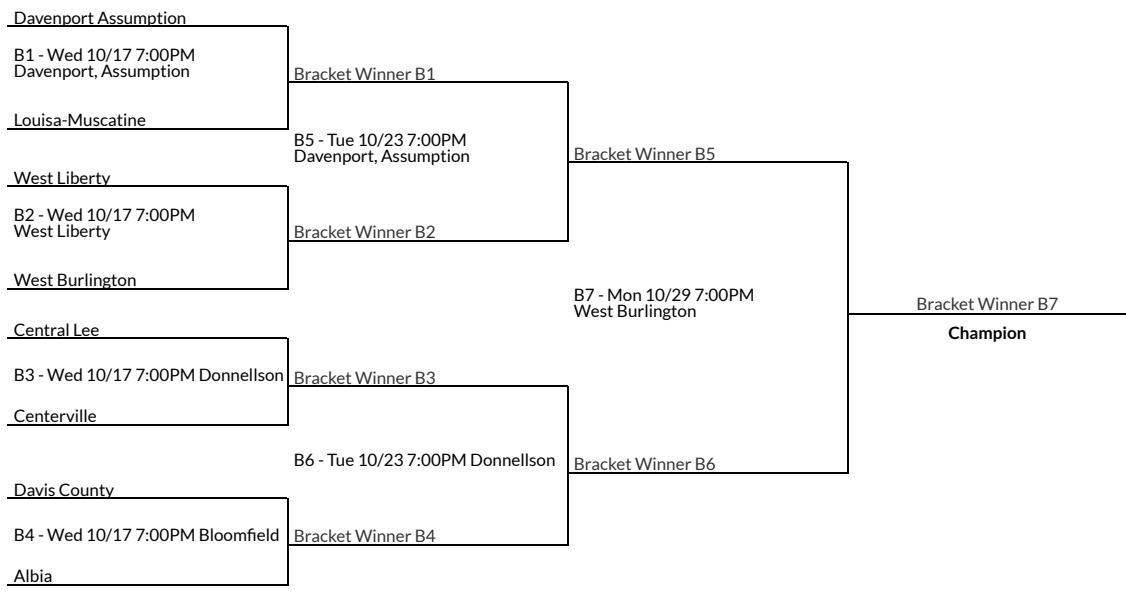 Davenport Assumption
B1 - Wed 10/17 7:00PM
Davenport, Assumption
Louisa-Muscatine
Bracket Winner B1
B5 - Tue 10/23 7:00PM
Davenport, Assumption
West Liberty
B2 - Wed 10/17 7:00PM
West Liberty
West Burlington
Bracket Winner B2
Bracket Winner B5
B7 - Mon 10/29 7:00PM
West Burlington
Central Lee
B3 - Wed 10/17 7:00PM Donnellson
Centerville
Bracket Winner B3
B6 - Tue 10/23 7:00PM Donnellson
Davis County
B4 - Wed 10/17 7:00PM Bloomfield
Albia
Bracket Winner B4
Bracket Winner B6
Bracket Winner B7
Champion